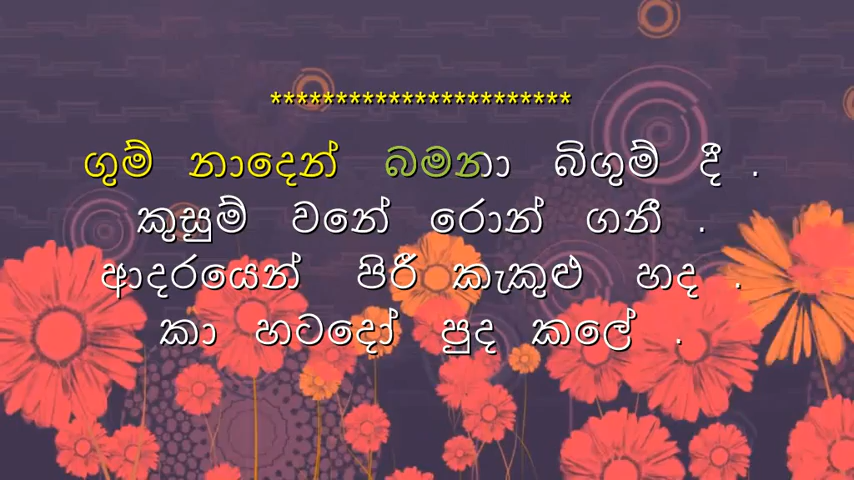 ***********************
ගුම් නාදෙන් බමනා බිගුම් දී .
කුසුම් වනේ රොන් ගනී .
ආදරයෙන් පිරී කැකුළු හද .
කා හටදෝ පුද කලේ .